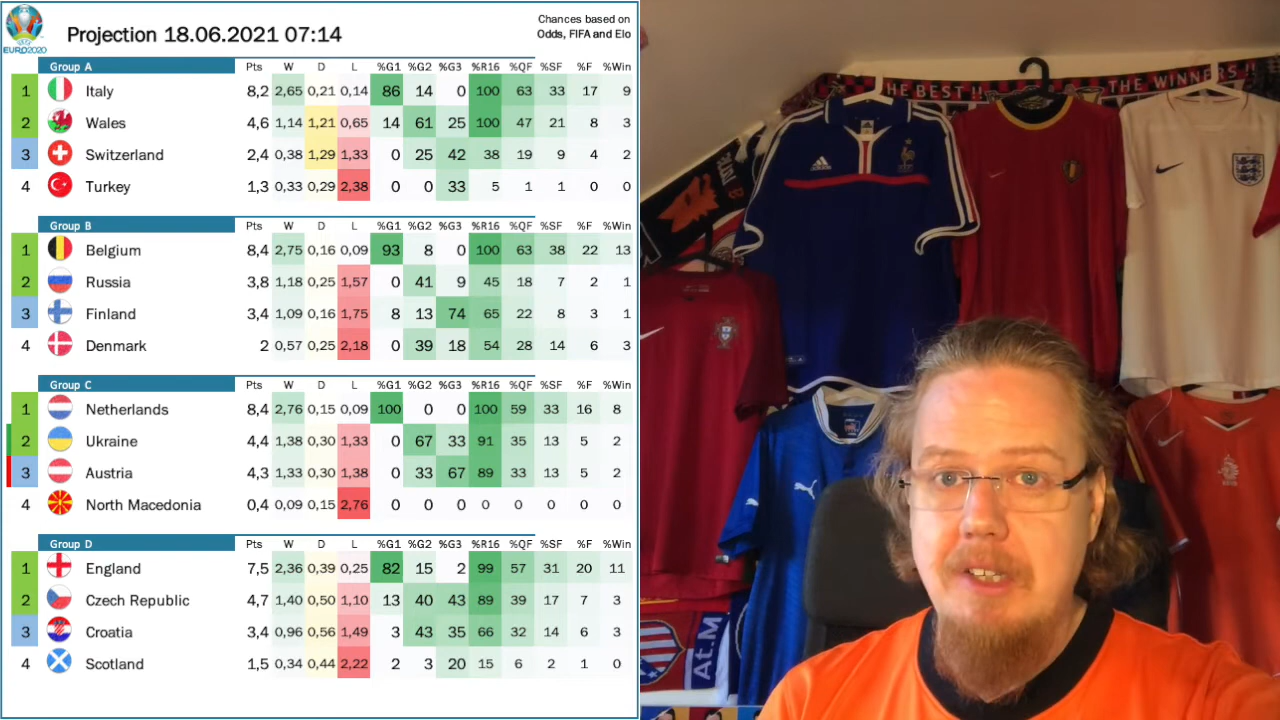 EURO2020
Projection 18.06.2021 07:14
Chances based on
Odds, FIFA and Elo
Group A Pts W D L %G1 %G2 %G3 %R16 %QF %SF %F %Win
1 Italy 8,2 2,65 0,21 0,14 86 14 0 100 63 33 17 9
2 Wales 4,6 1,14 1,21 0,65 14 61 25 100 47 21 8 3
3 Switzerland 2,4 0,38 1,29 1,33 0 25 42 38 19 9 4 2
4 Turkey 1,3 0,33 0,29 2,38 0 0 33 5 1 1 0 0
Group B Pts W D L %G1 %G2 %G3 %R16 %QF %SF %F %Win
1 Belgium 8,4 2,75 0,16 0,09 93 8 0 100 63 38 22 13
2 Russia 3,8 1,18 0,25 1,57 0 41 9 45 18 7 2 1
3 Finland 3,4 1,09 0,16 1,75 8 13 74 65 22 8 3 1
4 Denmark 2 0,57 0,25 2,18 0 39 18 54 28 14 6 3
Group C Pts W D L %G1 %G2 %G3 %R16 %QF %SF %F %Win
1 Netherlands 8,4 2,76 0,15 0,09 100 0 0 100 59 33 16 8
2 Ukraine 4,4 1,38 0,30 1,33 0 67 33 91 35 13 5 2
3 Austria 4,3 1,33 0,30 1,38 0 33 67 89 33 13 5 2
4 North Macedonia 0,4 0,09 0,15 2,76 0 0 0 0 0 0 0 0
Group D Pts W D L %G1 %G2 %G3 %R16 %QF %SF %F %Win
1 England 7,5 2,36 0,39 0,25 82 15 2 99 57 31 20 11
2 Czech Republic 4,7 1,40 0,50 1,10 13 40 43 89 39 17 7 3
3 Croatia 3,4 0,96 0,56 1,49 3 43 35 66 32 14 6 3
4 Scotland 1,5 0,34 0,44 2,22 2 3 20 15 6 2 1 0
HE BEST !!
THE WINNERS !!
adidas
At.M